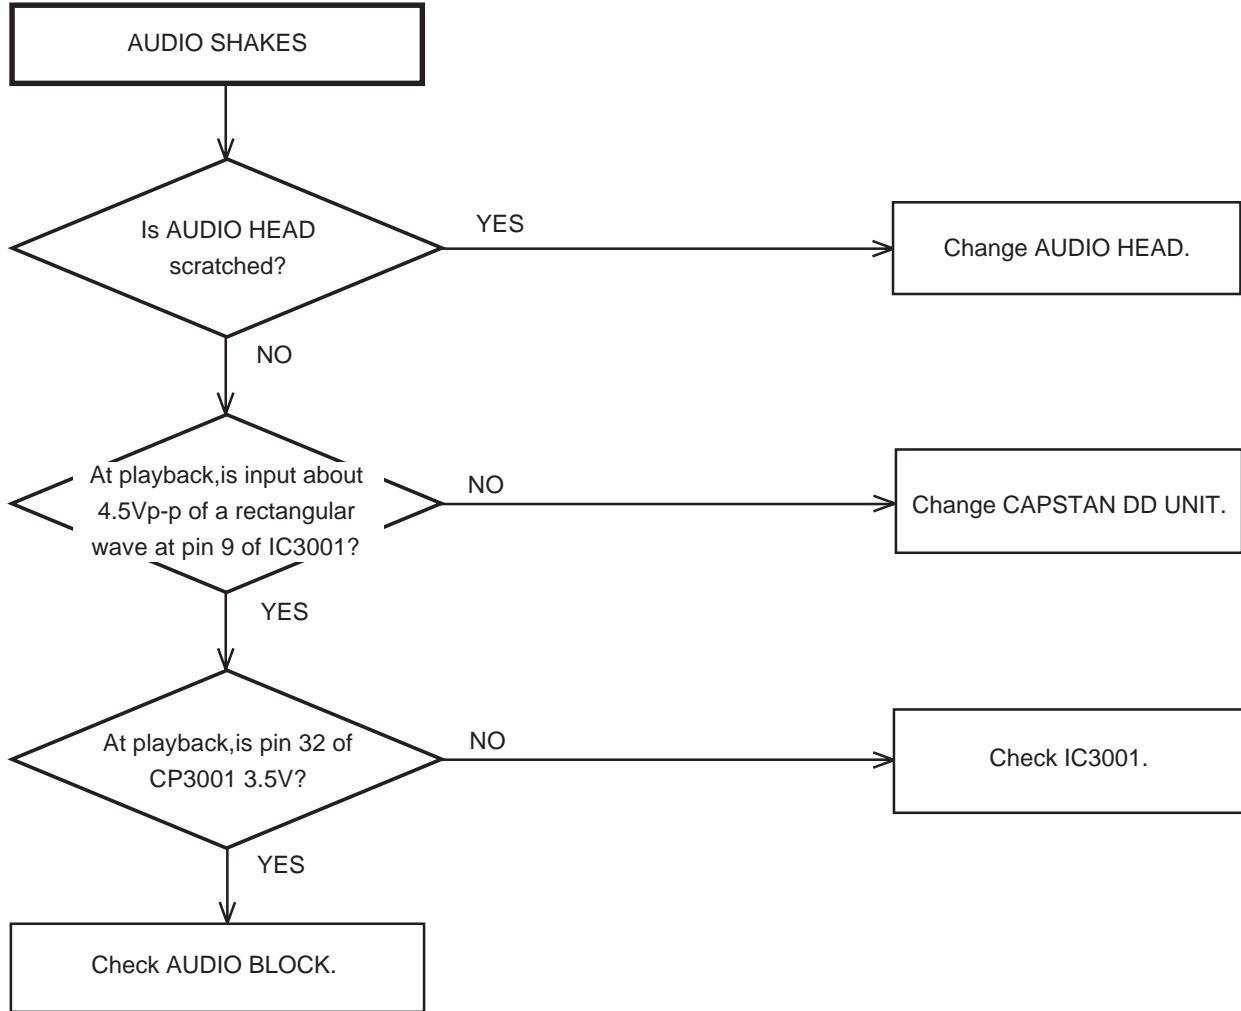 AUDIO SHAKES
Is AUDIO HEAD
scratched?
YES
Change AUDIO HEAD.
NO
At playback,is input about
4.5Vp-p of a rectangular
wave at pin 9 of IC3001?
NO
Change CAPSTAN DD UNIT.
YES
At playback,is pin 32 of
CP3001 3.5V?
NO
Check IC3001.
YES
Check AUDIO BLOCK.